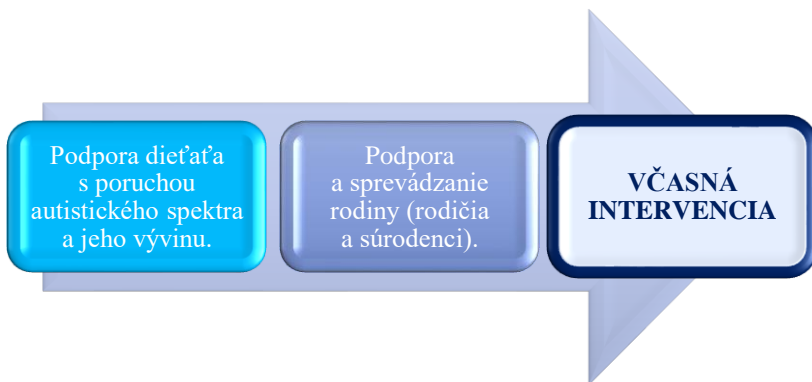 Podpora dieťaťa
s poruchou
autistického spektra
a jeho vývinu.
Podpora
a sprevádzanie
rodiny (rodičia
a súrodenci).
VČASNÁ
INTERVENCIA